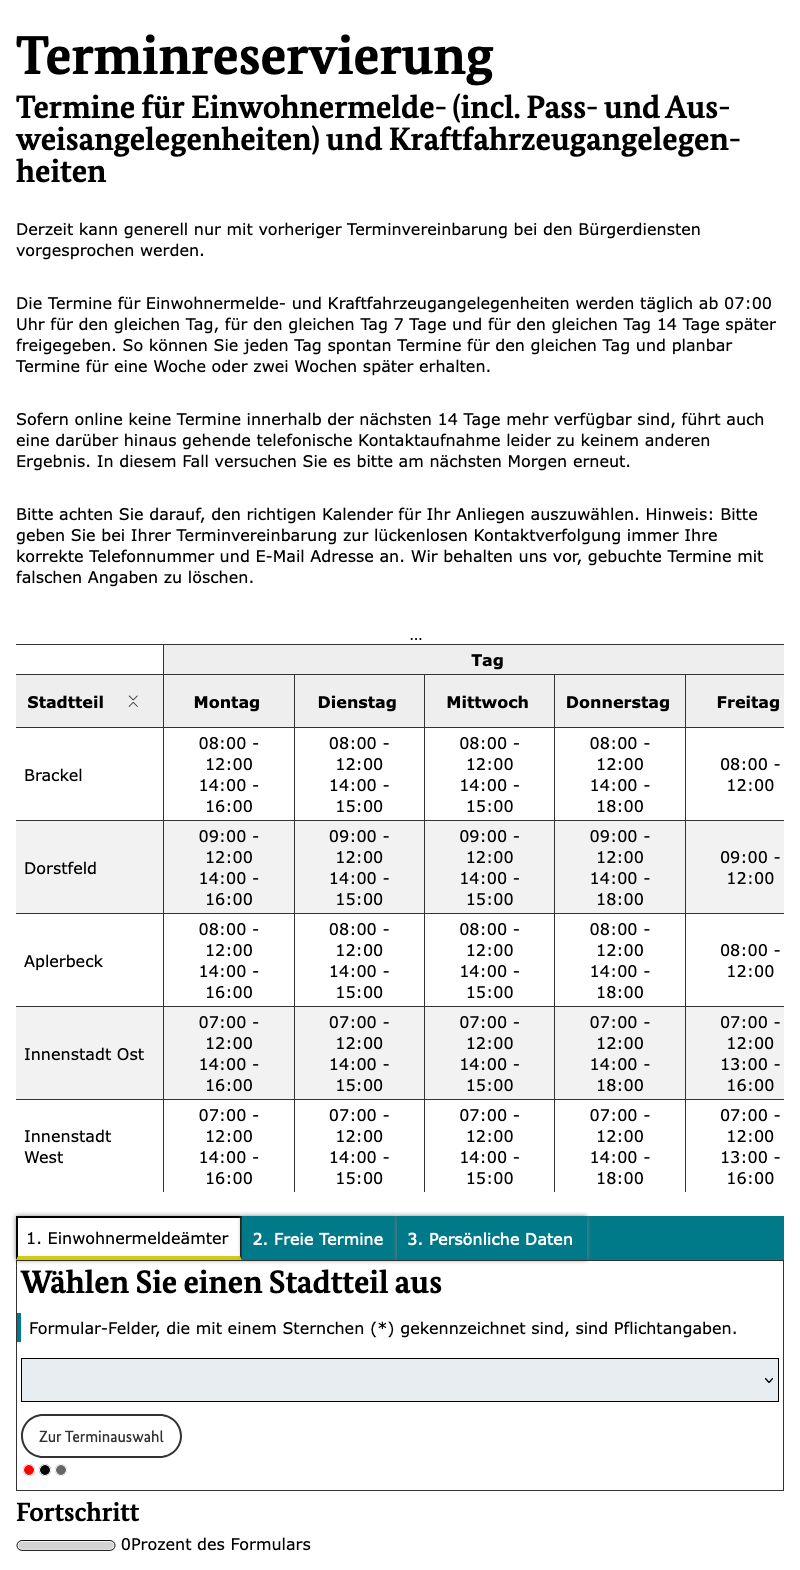 Terminreservierung
Termine für Einwohnermelde- (incl. Pass- und Aus-
weisangelegenheiten) und Kraftfahrzeugangelegen-
heiten
Derzeit kann generell nur mit vorheriger Terminvereinbarung bei den Bürgerdiensten
vorgesprochen werden.
Die Termine für Einwohnermelde- und Kraftfahrzeugangelegenheiten werden täglich ab 07:00
Uhr für den gleichen Tag, für den gleichen Tag 7 Tage und für den gleichen Tag 14 Tage später
freigegeben. So können Sie jeden Tag spontan Termine für den gleichen Tag und planbar
Termine für eine Woche oder zwei Wochen später erhalten.
Sofern online keine Termine innerhalb der nächsten 14 Tage mehr verfügbar sind, führt auch
eine darüber hinaus gehende telefonische Kontaktaufnahme leider zu keinem anderen
Ergebnis. In diesem Fall versuchen Sie es bitte am nächsten Morgen erneut.
Bitte achten Sie darauf, den richtigen Kalender für Ihr Anliegen auszuwählen. Hinweis: Bitte
geben Sie bei Ihrer Terminvereinbarung zur lückenlosen Kontaktverfolgung immer Ihre
korrekte Telefonnummer und E-Mail Adresse an. Wir behalten uns vor, gebuchte Termine mit
falschen Angaben zu löschen.
...
Tag
Stadtteil Montag Dienstag Mittwoch Donnerstag Freitag
08:00 - 08:00 - 08:00 - 08:00 -
12:00 12:00 12:00 12:00 08:00 -
Brackel
14:00 - 14:00 - 14:00 - 14:00 - 12:00
16:00 15:00 15:00 18:00
09:00 - 09:00 - 09:00 - 09:00 -
12:00 12:00 12:00 12:00 09:00 -
Dorstfeld
14:00 - 14:00 - 14:00 - 14:00 - 12:00
16:00 15:00 15:00 18:00
08:00 - 08:00 - 08:00 - 08:00 -
12:00 12:00 12:00 12:00 08:00 -
Aplerbeck
14:00 - 14:00 - 14:00 - 14:00 - 12:00
16:00 15:00 15:00 18:00
07:00 - 07:00 - 07:00 - 07:00 - 07:00 -
12:00 12:00 12:00 12:00 12:00
Innenstadt Ost
14:00 - 14:00 - 14:00 - 14:00 - 13:00 -
16:00 15:00 15:00 18:00 16:00
07:00 - 07:00 - 07:00 - 07:00 - 07:00 -
Innenstadt 12:00 12:00 12:00 12:00 12:00
West 14:00 - 14:00 - 14:00 - 14:00 - 13:00 -
16:00 15:00 15:00 18:00 16:00
1. Einwohnermeldeämter 2. Freie Termine 3. Persönliche Daten
Wählen Sie einen Stadtteil aus
Formular-Felder, die mit einem Sternchen (*) gekennzeichnet sind, sind Pflichtangaben.
Zur Terminauswahl
Fortschritt
0Prozent des Formulars